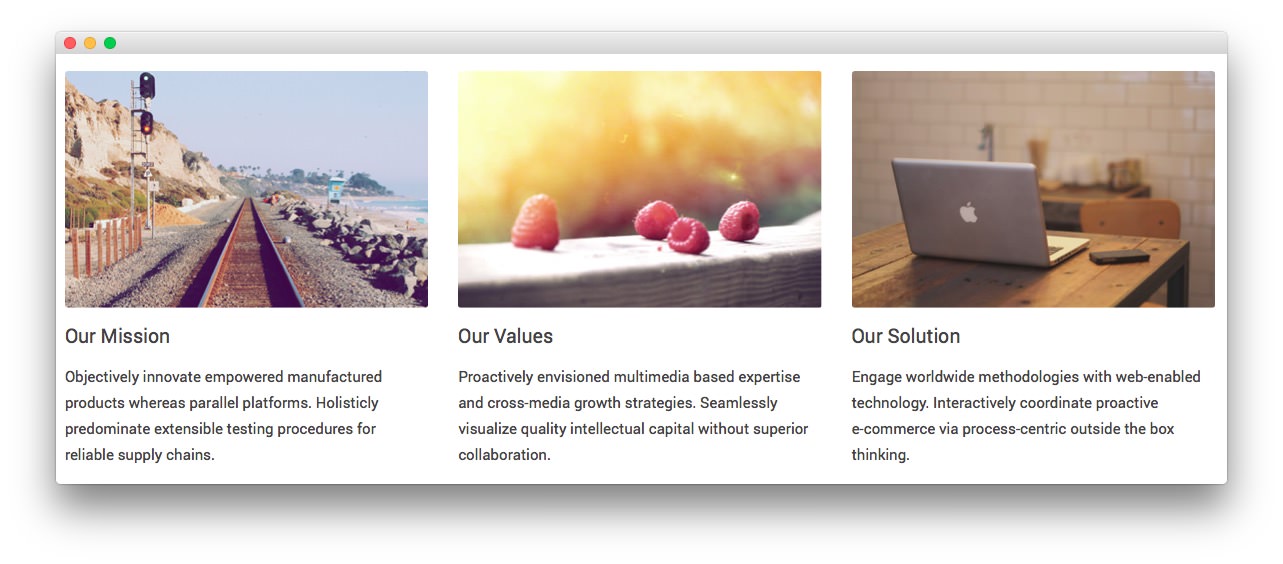 Our Mission
Objectively innovate empowered manufactured
products whereas parallel platforms. Holisticly
predominate extensible testing procedures for
reliable supply chains.
Our Values
Proactively envisioned multimedia based expertise
and cross-media growth strategies. Seamlessly
visualize quality intellectual capital without superior
collaboration.
Our Solution
Engage worldwide methodologies with web-enabled
technology. Interactively coordinate proactive
e-commerce via process-centric outside the box
thinking.